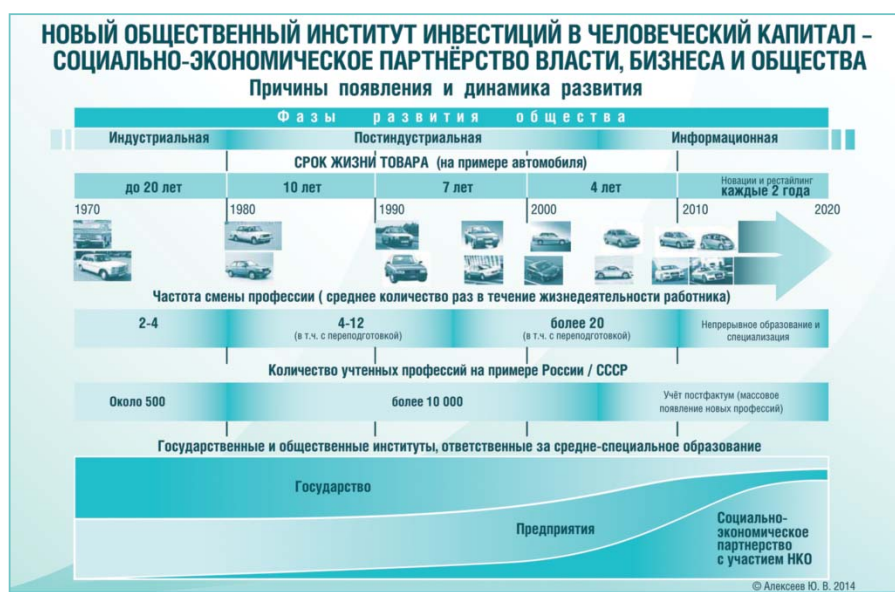 НОВЫЙ ОБЩЕСТВЕННЫЙ ИНСТИТУТ ИНВЕСТИЦИЙ В ЧЕЛОВЕЧЕСКИЙ КАПИТАЛ –
СОЦИАЛЬНО-ЭКОНОМИЧЕСКОЕ ПАРТНЁРСТВО ВЛАСТИ, БИЗНЕСА И ОБЩЕСТВА
Причины появления и динамика развития
Фазы развития общества
Индустриальная Постиндустриальная Информационная
СРОК ЖИЗНИ ТОВАРА (на примере автомобиля)
до 20 лет 10 лет 7 лет 4 лет Новации и рестайлинг
каждые 2 года
1970 1980 1990 2000 2010 2020
Частота смены профессии ( среднее количество раз в течение жизнедеятельности работника)
2-4 4-12 более 20 Непрерывное образование и
(в т.ч. с переподготовкой) (в т.ч. с переподготовкой) специализация
Количество учтенных профессий на примере России / СССР
Около 500 более 10 000 Учёт постфактум (массовое
появление новых профессий)
Государственные и общественные институты, ответственные за средне-специальное образование
Государство
Предприятия
Социально-
экономическое
партнерство
с участием НКО
© Алексеев Ю. В. 2014